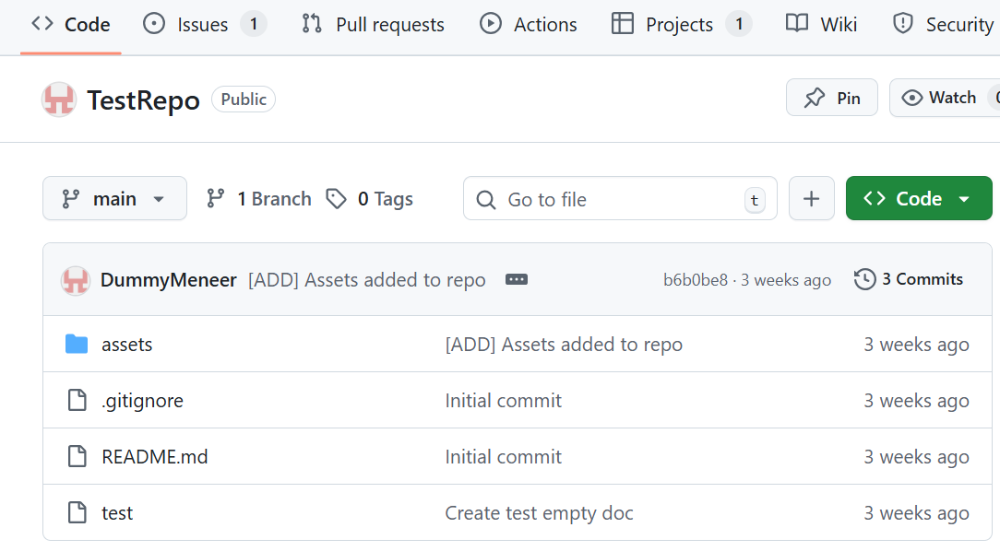 Code Issues 1 Pull requests Actions Projects 1 Wiki Security
TestRepo Public Pin Watch
main 1 Branch 0 Tags Go to file t Code
DummyMeneer [ADD] Assets added to repo b6b0be8 · 3 weeks ago 3 Commits
assets [ADD] Assets added to repo 3 weeks ago
.gitignore Initial commit 3 weeks ago
README.md Initial commit 3 weeks ago
test Create test empty doc 3 weeks ago